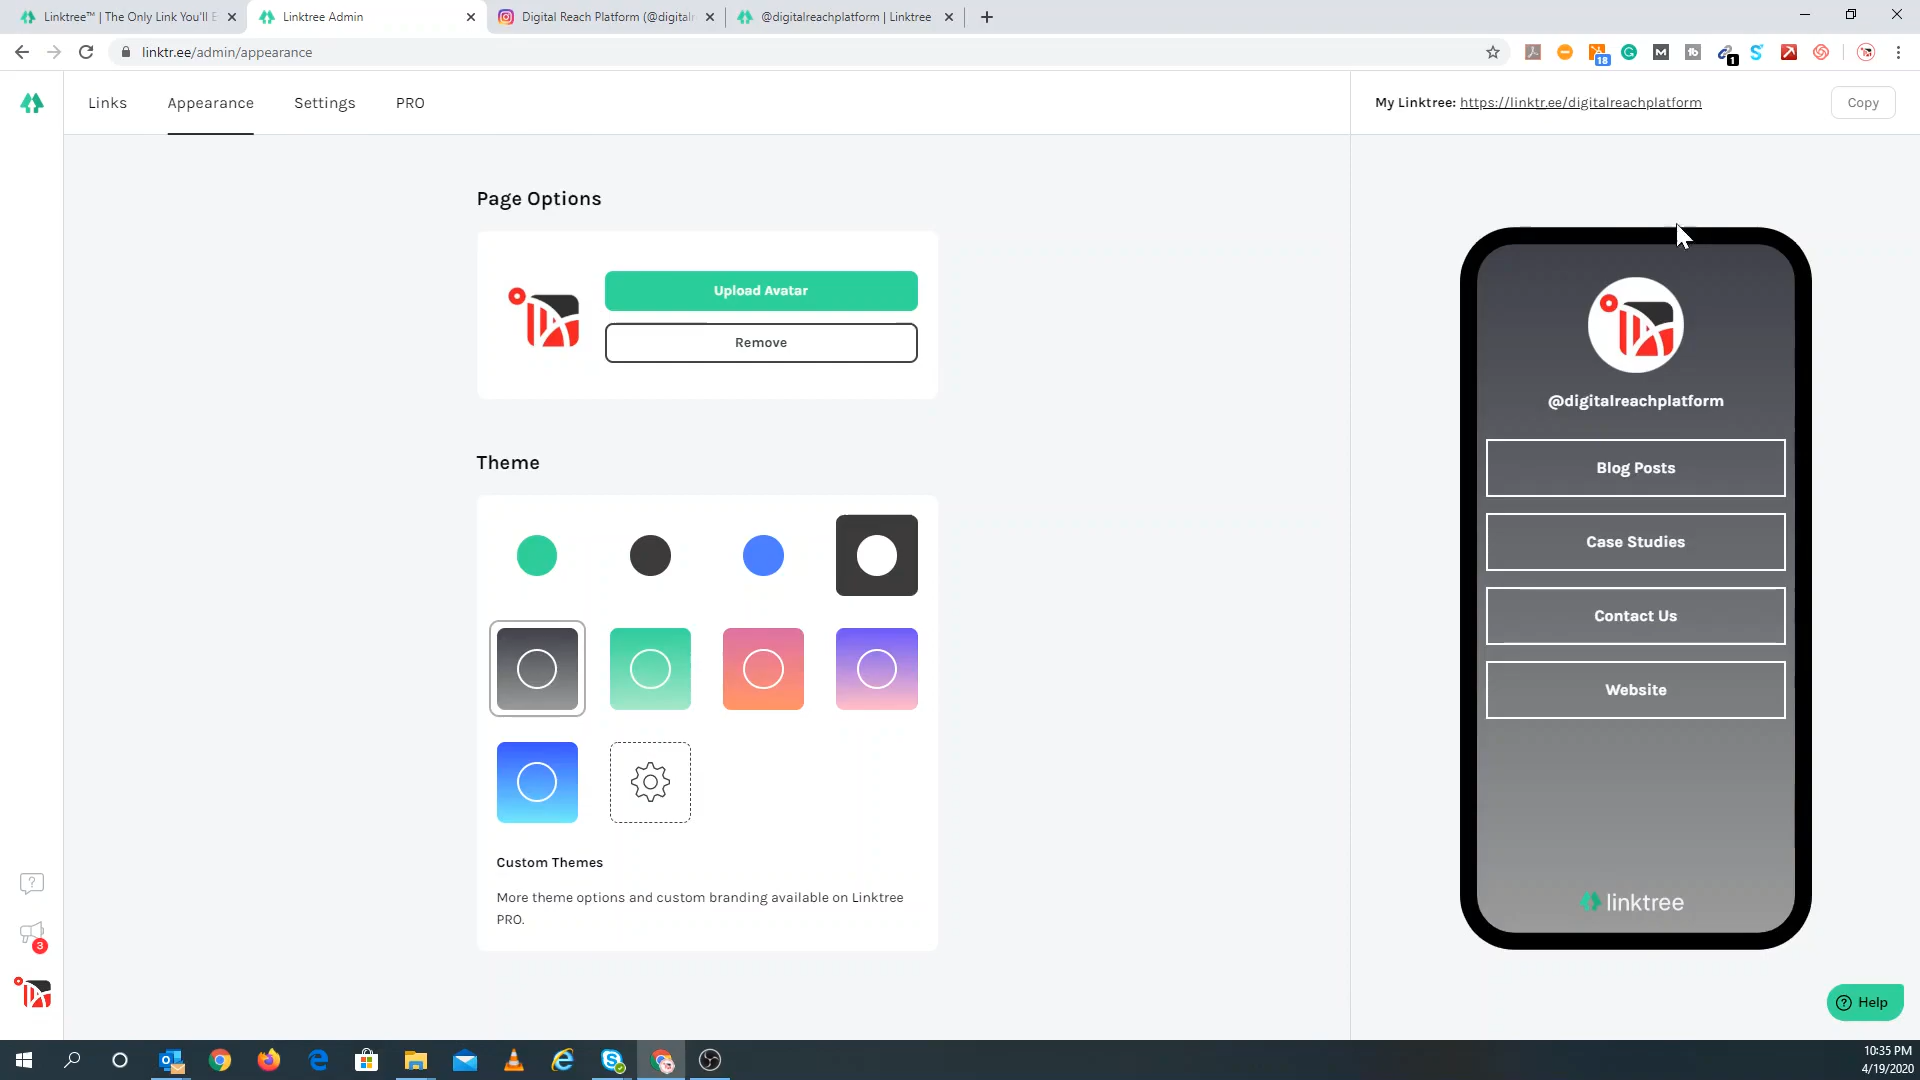 Linktree™ | The Only Link You'll E
Linktree Admin
Digital Reach Platform (@digital
@digitalreachplatform | Linktree
linktr.ee/admin/appearance
18
1
Links
Appearance
Settings
PRO
My Linktree: https://linktr.ee/digitalreachplatform
Copy
Page Options
Upload Avatar
Remove
Theme
Custom Themes
More theme options and custom branding available on Linktree
PRO.
@digitalreachplatform
Blog Posts
Case Studies
Contact Us
Website
linktree
3
Help
10:35 PM
4/19/2020